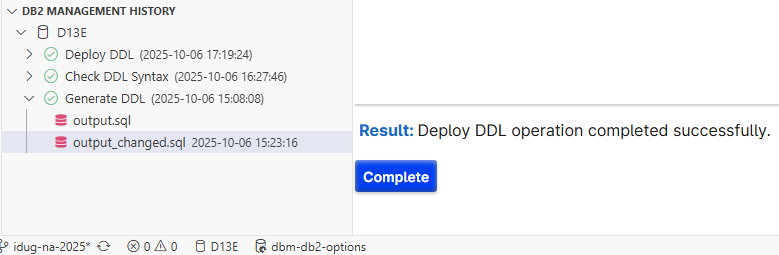 DB2 MANAGEMENT HISTORY
D13E
Deploy DDL (2025-10-06 17:19:24)
Check DDL Syntax (2025-10-06 16:27:46)
Generate DDL (2025-10-06 15:08:08)
output.sql
output_changed.sql 2025-10-06 15:23:16
Result: Deploy DDL operation completed successfully.
Complete
idug-na-2025* 0 0 D13E dbm-db2-options